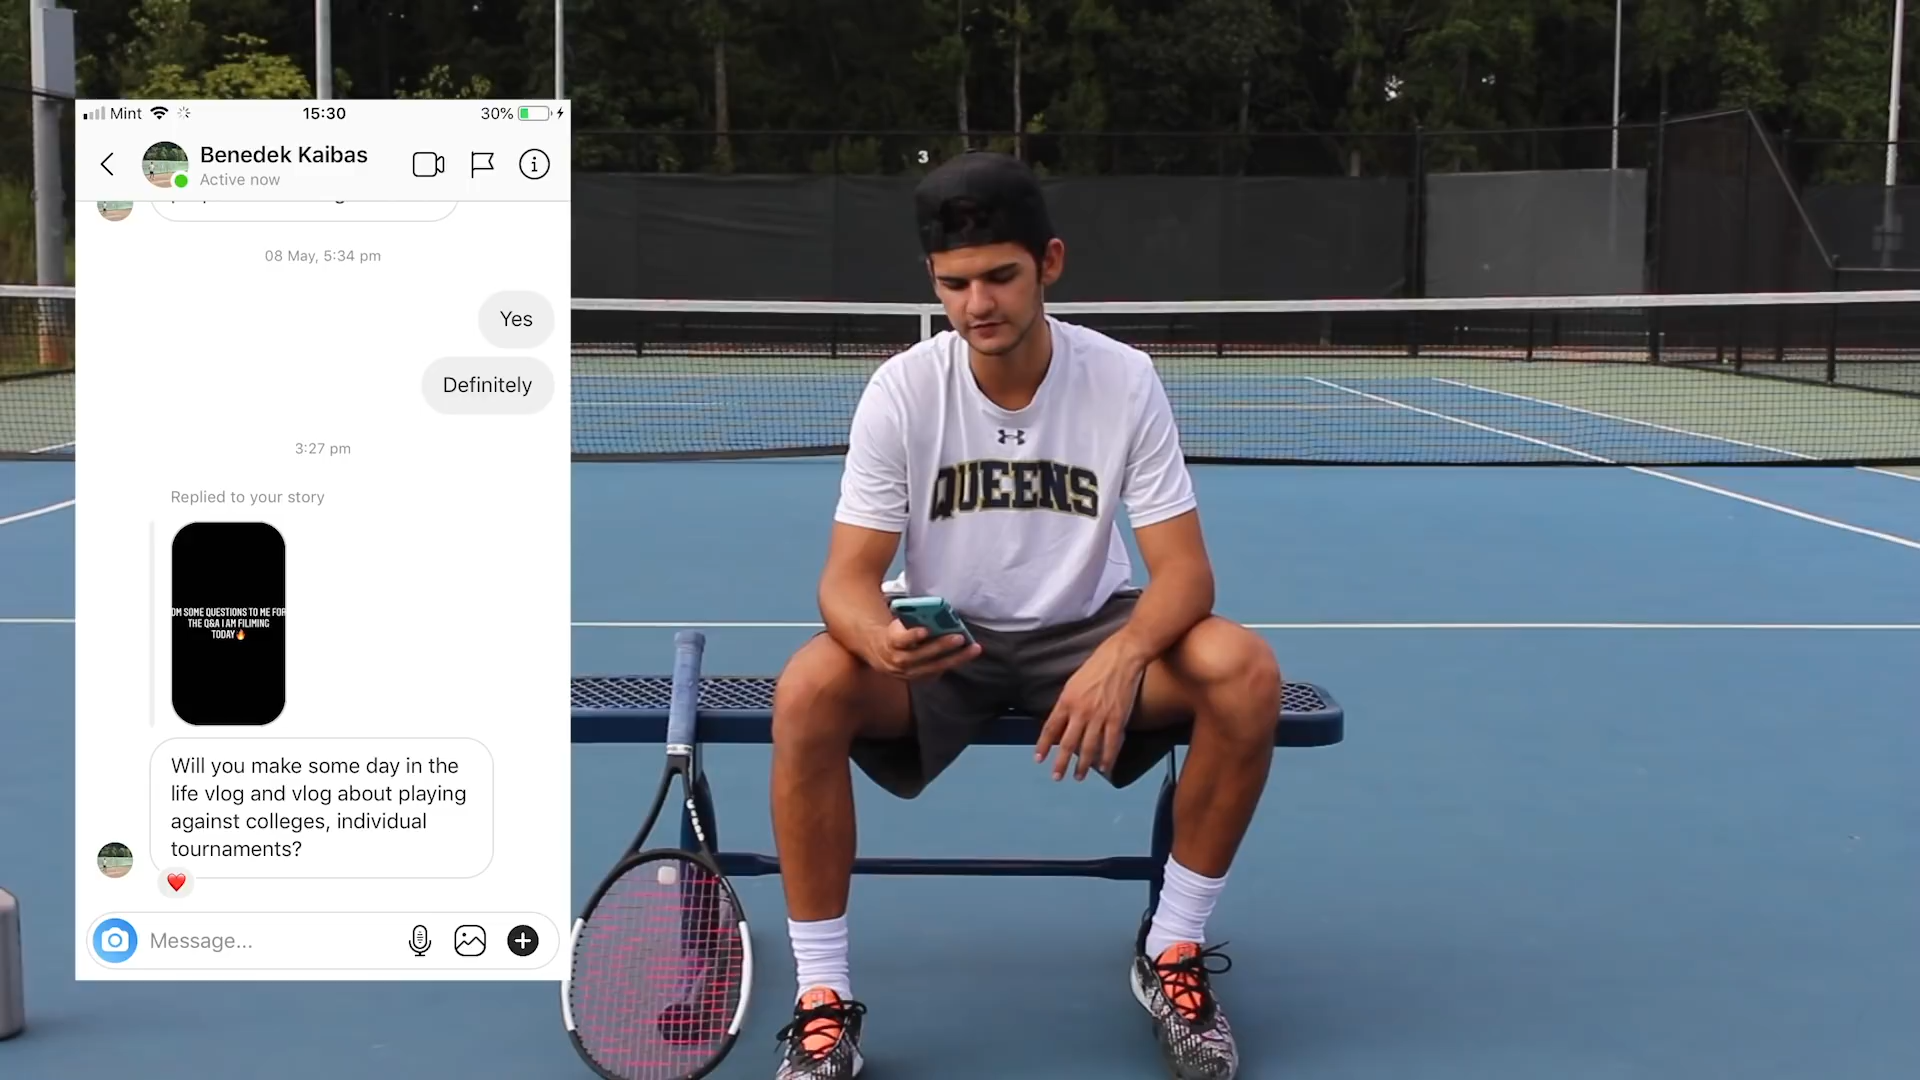 Mint
15:30
30%
Benedek Kaibas
Active now
08 May, 5:34 pm
Yes
Definitely
3:27 pm
Replied to your story
DM SOME QUESTIONS TO ME FOR
THE Q&A I AM FILIMING
TODAY🔥
Will you make some day in the
life vlog and vlog about playing
against colleges, individual
tournaments?
❤️
Message...
3
QUEENS